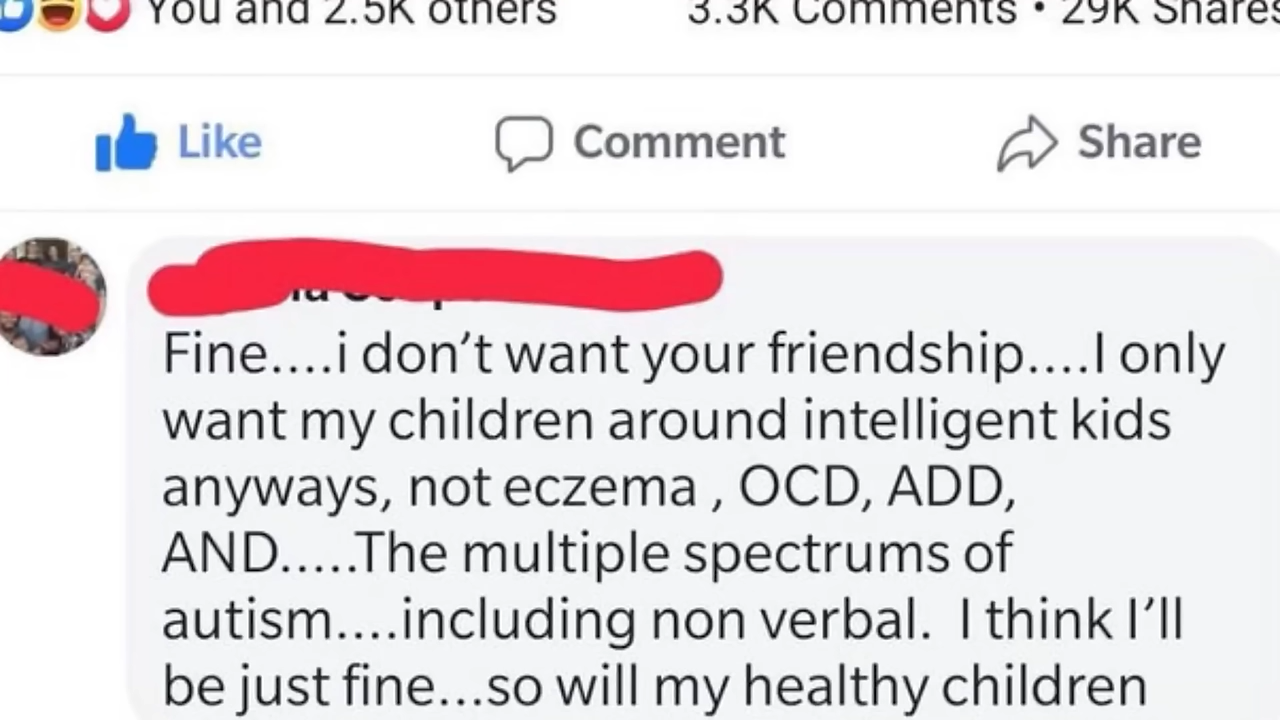 You and 2.5K others 3.3K Comments • 29K Shares
Like Comment Share
Fine....i don't want your friendship....I only
want my children around intelligent kids
anyways, not eczema , OCD, ADD,
AND.....The multiple spectrums of
autism....including non verbal.  I think I'll
be just fine...so will my healthy children